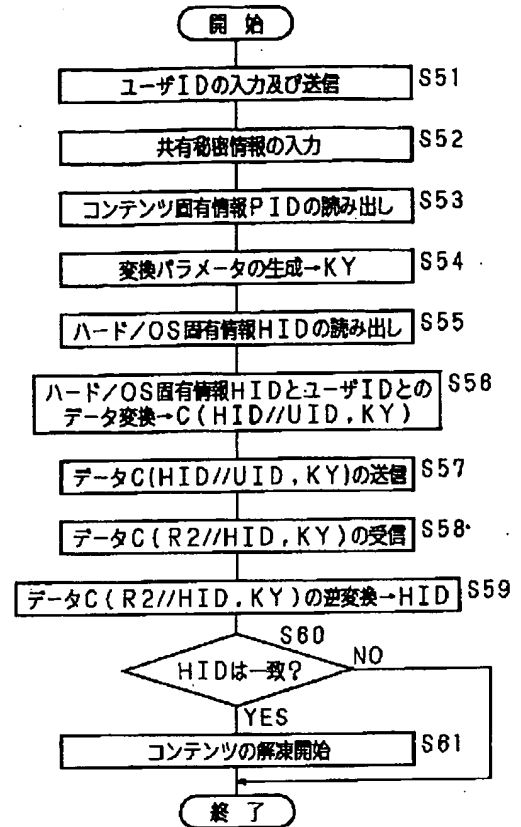 開 始
ユーザIDの入力及び送信 S51
共有秘密情報の入力 S52
コンテンツ固有情報PIDの読み出し S53
変換パラメータの生成→KY S54
ハード/OS固有情報HIDの読み出し S55
ハード/OS固有情報HIDとユーザIDとの S56
データ変換→C(HID//UID,KY)
データC(HID//UID,KY)の送信 S57
データC(R2//HID,KY)の受信 S58
データC(R2//HID,KY)の逆変換→HID S59
S60
HIDは一致? NO
YES
コンテンツの解凍開始 S61
終 了